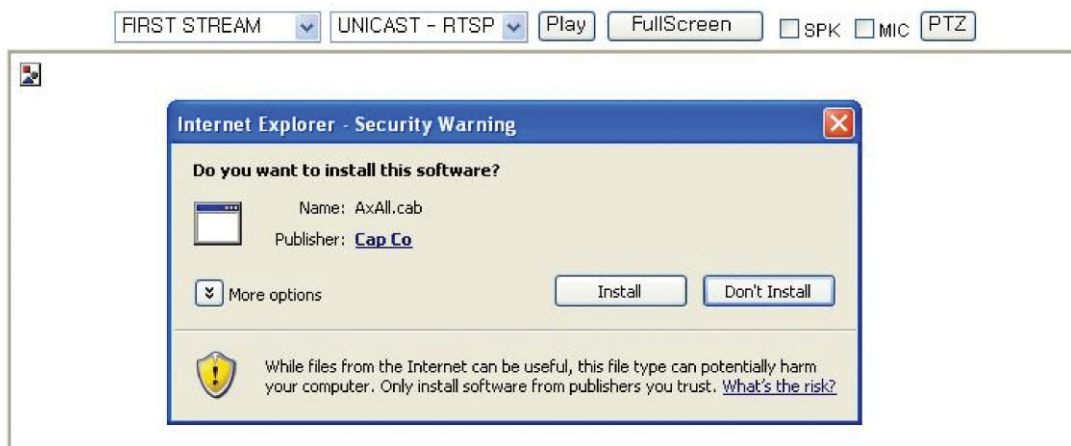 FIRST STREAM UNICAST - RTSP Play FullScreen SPK MIC PTZ
Internet Explorer - Security Warning
Do you want to install this software?
Name: AxAll.cab
Publisher: Cap Co
More options Install Don't Install
While files from the Internet can be useful, this file type can potentially harm
your computer. Only install software from publishers you trust. What's the risk?